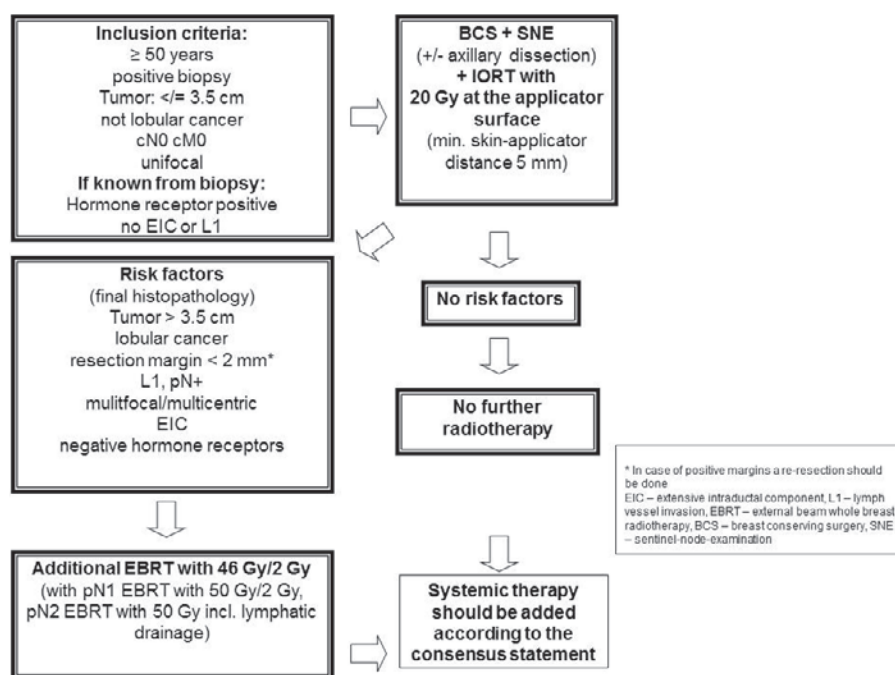 Inclusion criteria:
≥ 50 years
positive biopsy
Tumor: </= 3.5 cm
not lobular cancer
cN0 cM0
unifocal
If known from biopsy:
Hormone receptor positive
no EIC or L1
BCS + SNE
(+/- axillary dissection)
+ IORT with
20 Gy at the applicator
surface
(min. skin-applicator
distance 5 mm)
Risk factors
(final histopathology)
Tumor > 3.5 cm
lobular cancer
resection margin < 2 mm*
L1, pN+
mulitfocal/multicentric
EIC
negative hormone receptors
No risk factors
No further
radiotherapy
* In case of positive margins a re-resection should
be done
EIC – extensive intraductal component, L1 – lymph
vessel invasion, EBRT – external beam whole breast
radiotherapy, BCS – breast conserving surgery, SNE
– sentinel-node-examination
Additional EBRT with 46 Gy/2 Gy
(with pN1 EBRT with 50 Gy/2 Gy,
pN2 EBRT with 50 Gy incl. lymphatic
drainage)
Systemic therapy
should be added
according to the
consensus statement